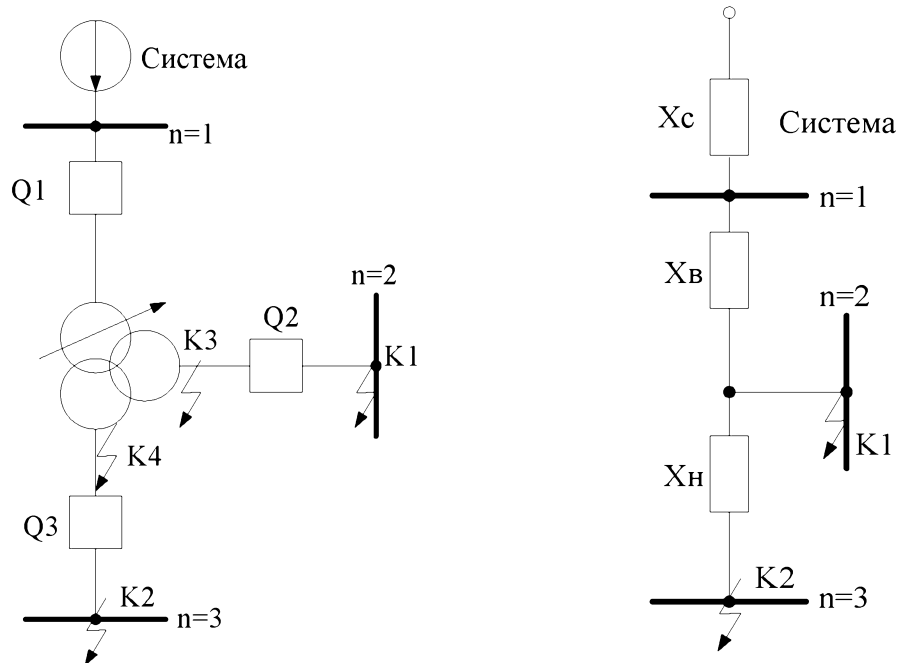 Система
n=1
Q1
n=2
Q2
K3
K1
K4
Q3
K2
n=3
Xc
Система
n=1
Xв
n=2
K1
Xн
K2
n=3